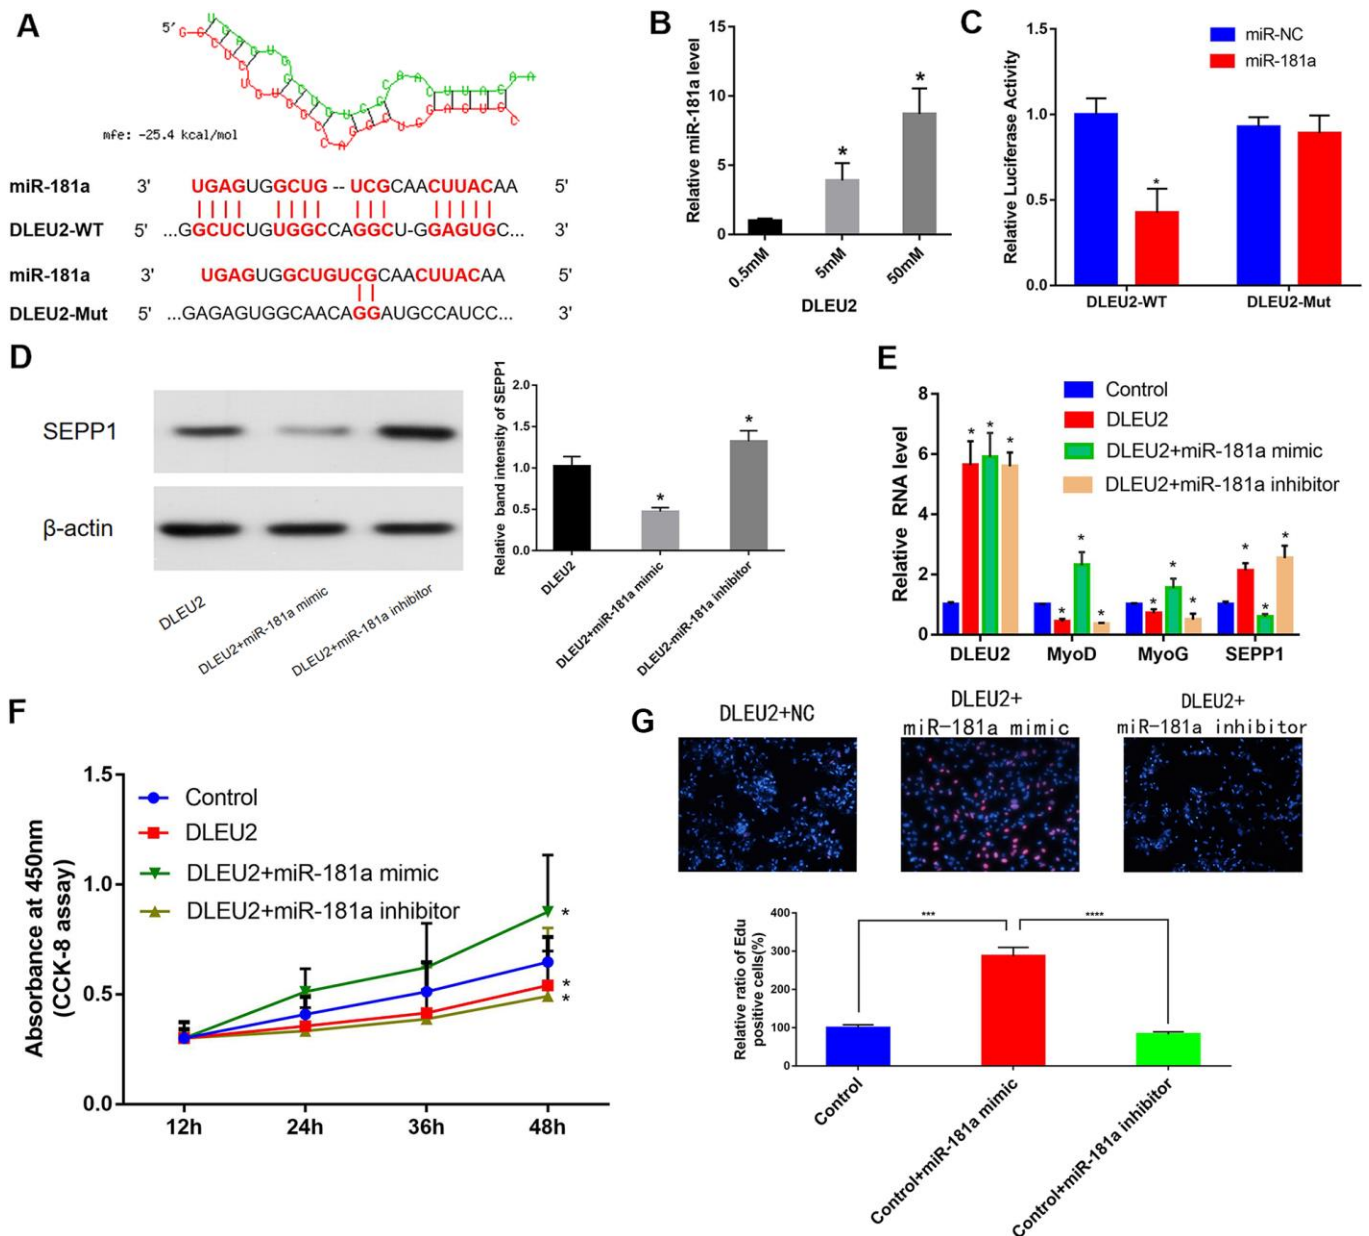 A
5'
mfe: -25.4 kcal/mol
miR-181a 3' UGAGUGGCUG -- UCGCAACUUACAA 5'
DLEU2-WT 5' ...GGCUCUGUGGCCAGGCU-GGAGUGC... 3'
miR-181a 3' UGAGUGGCUGUCGCAACUUACAA 5'
DLEU2-Mut 5' ...GAGAGUGGCAACAGGAUGCCAUCC... 3'
B
Relative miR-181a level
15
10
5
0
0.5mM
5mM
50mM
* *
DLEU2
C
Relative Luciferase Activity
1.5
1.0
0.5
0.0
miR-NC
miR-181a
*
DLEU2-WT
DLEU2-Mut
D
SEPP1
β-actin
DLEU2
DLEU2+miR-181a mimic
DLEU2+miR-181a inhibitor
Relative band intensity of SEPP1
2.0
1.5
1.0
0.5
0.0
* *
DLEU2
DLEU2+miR-181a mimic
DLEU2-miR-181a inhibitor
E
Relative RNA level
8
6
4
2
0
Control
DLEU2
DLEU2+miR-181a mimic
DLEU2+miR-181a inhibitor
* * * * * * * * * * * *
DLEU2
MyoD
MyoG
SEPP1
F
Absorbance at 450nm
(CCK-8 assay)
1.5
1.0
0.5
0.0
Control
DLEU2
DLEU2+miR-181a mimic
DLEU2+miR-181a inhibitor
*
*
*
12h
24h
36h
48h
G
DLEU2+NC
DLEU2+
miR-181a mimic
DLEU2+
miR-181a inhibitor
Relative ratio of Edu
positive cells(%)
400
300
200
100
0
***
****
Control
Control+miR-181a mimic
Control+miR-181a inhibitor